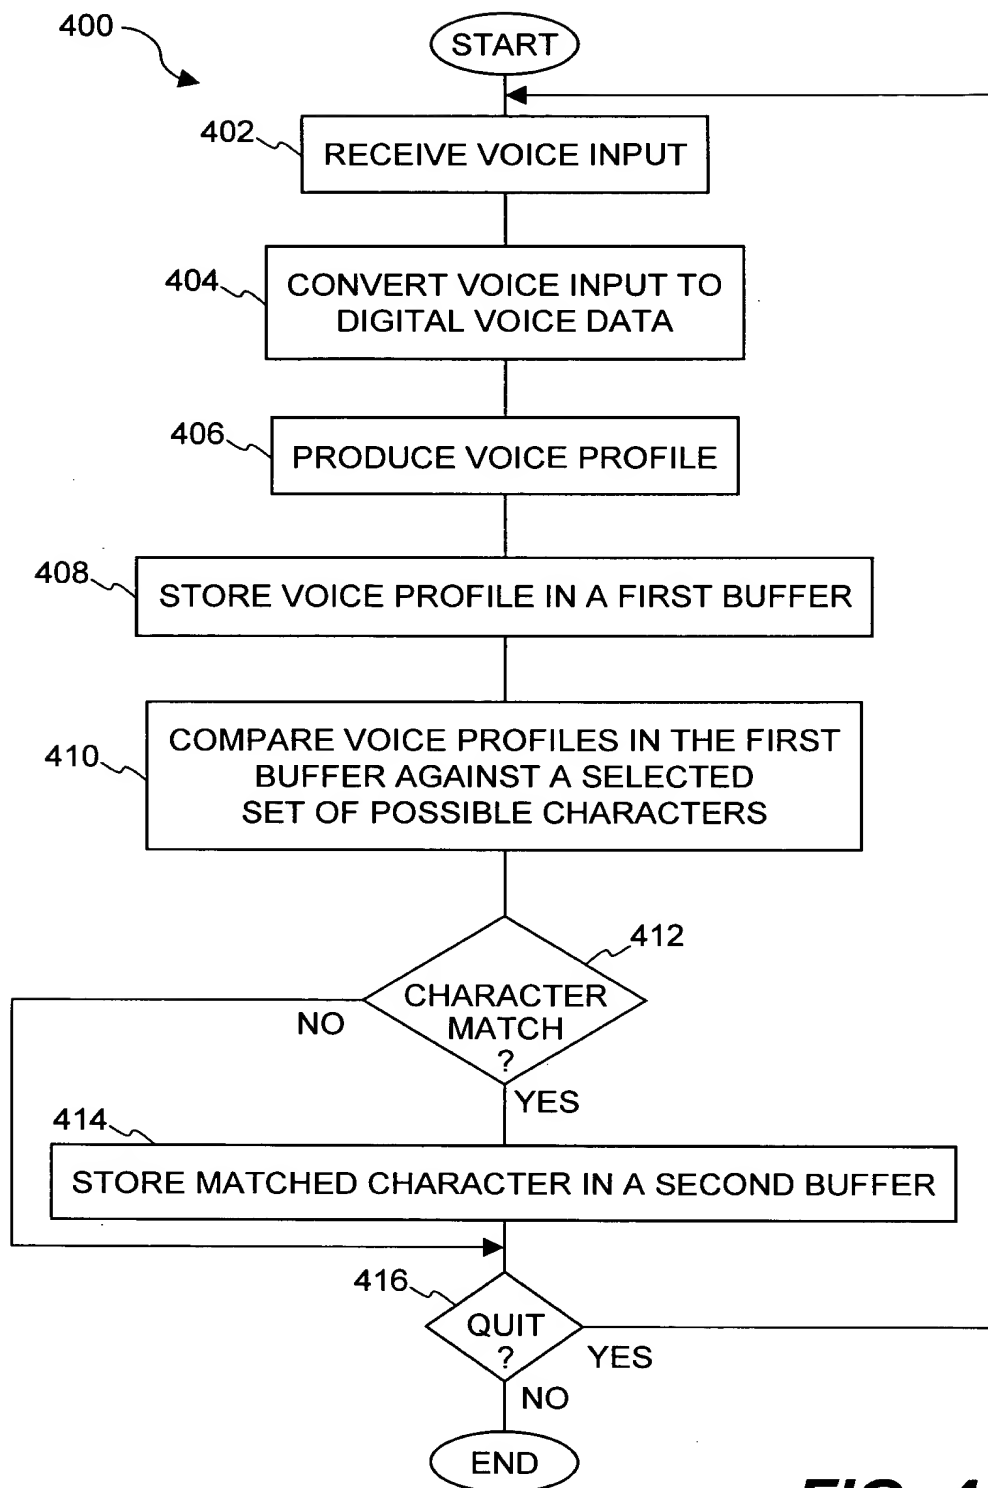 400
START
402
RECEIVE VOICE INPUT
404
CONVERT VOICE INPUT TO
DIGITAL VOICE DATA
406
PRODUCE VOICE PROFILE
408
STORE VOICE PROFILE IN A FIRST BUFFER
410
COMPARE VOICE PROFILES IN THE FIRST
BUFFER AGAINST A SELECTED
SET OF POSSIBLE CHARACTERS
412
CHARACTER
MATCH
?
NO
YES
414
STORE MATCHED CHARACTER IN A SECOND BUFFER
416
QUIT
?
YES
NO
END
FIG. 4